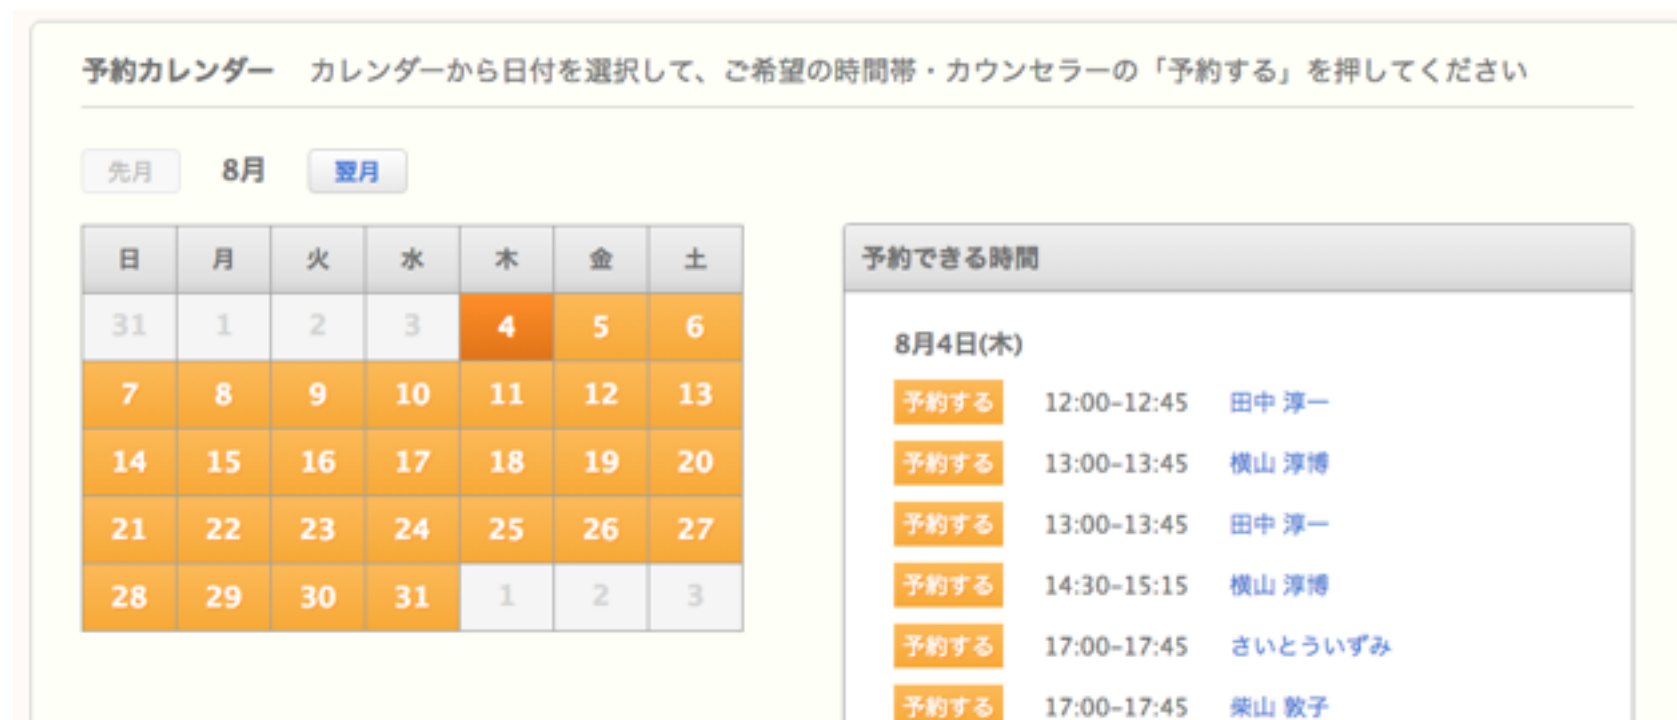 予約カレンダー カレンダーから日付を選択して、ご希望の時間帯・カウンセラーの「予約する」を押してください
先月 8月 翌月
日 月 火 水 木 金 土
31 1 2 3 4 5 6
7 8 9 10 11 12 13
14 15 16 17 18 19 20
21 22 23 24 25 26 27
28 29 30 31 1 2 3
予約できる時間
8月4日(木)
予約する 12:00-12:45 田中 淳一
予約する 13:00-13:45 横山 淳博
予約する 13:00-13:45 田中 淳一
予約する 14:30-15:15 横山 淳博
予約する 17:00-17:45 さいとういずみ
予約する 17:00-17:45 柴山 敦子